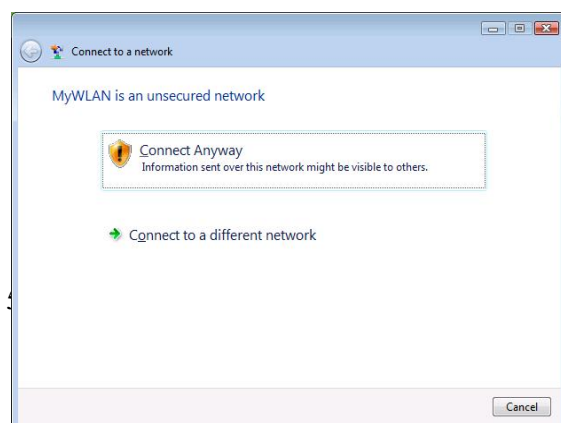 Connect to a network
MyWLAN is an unsecured network
Connect Anyway
Information sent over this network might be visible to others.
Connect to a different network
Cancel